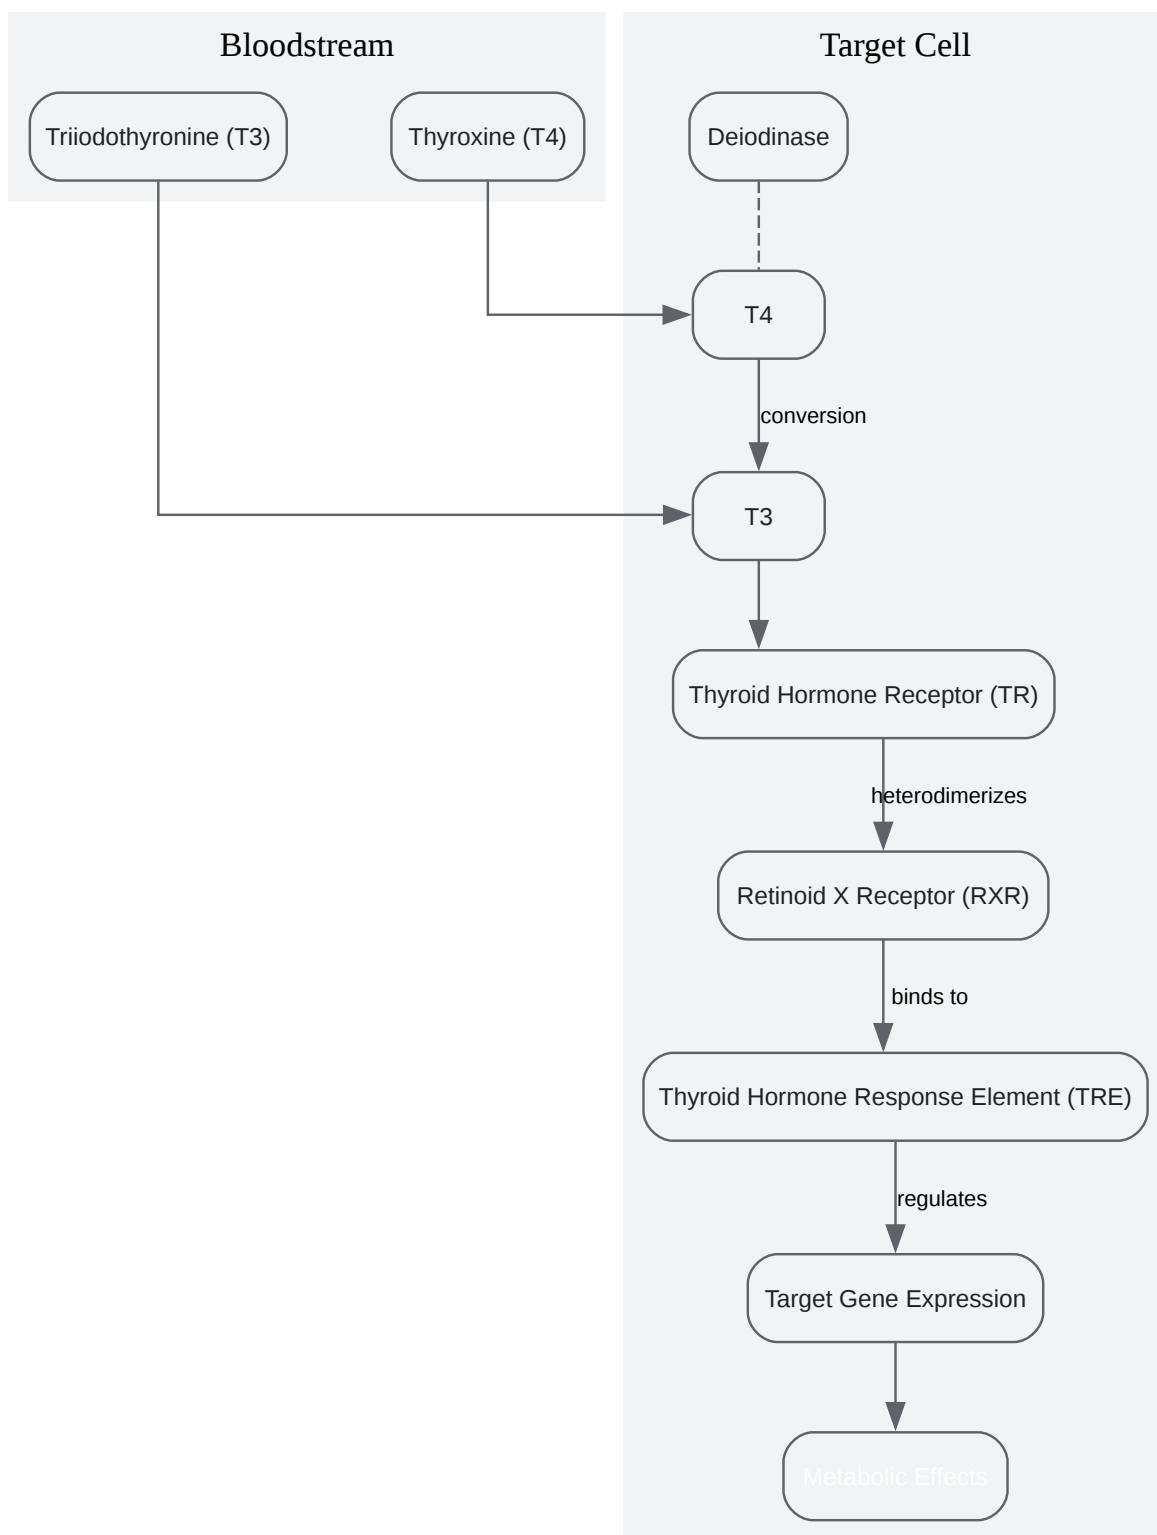 Bloodstream
Target Cell
Triiodothyronine (T3)
Thyroxine (T4)
Deiodinase
T4
conversion
T3
Thyroid Hormone Receptor (TR)
heterodimerizes
Retinoid X Receptor (RXR)
binds to
Thyroid Hormone Response Element (TRE)
regulates
Target Gene Expression
Metabolic Effects